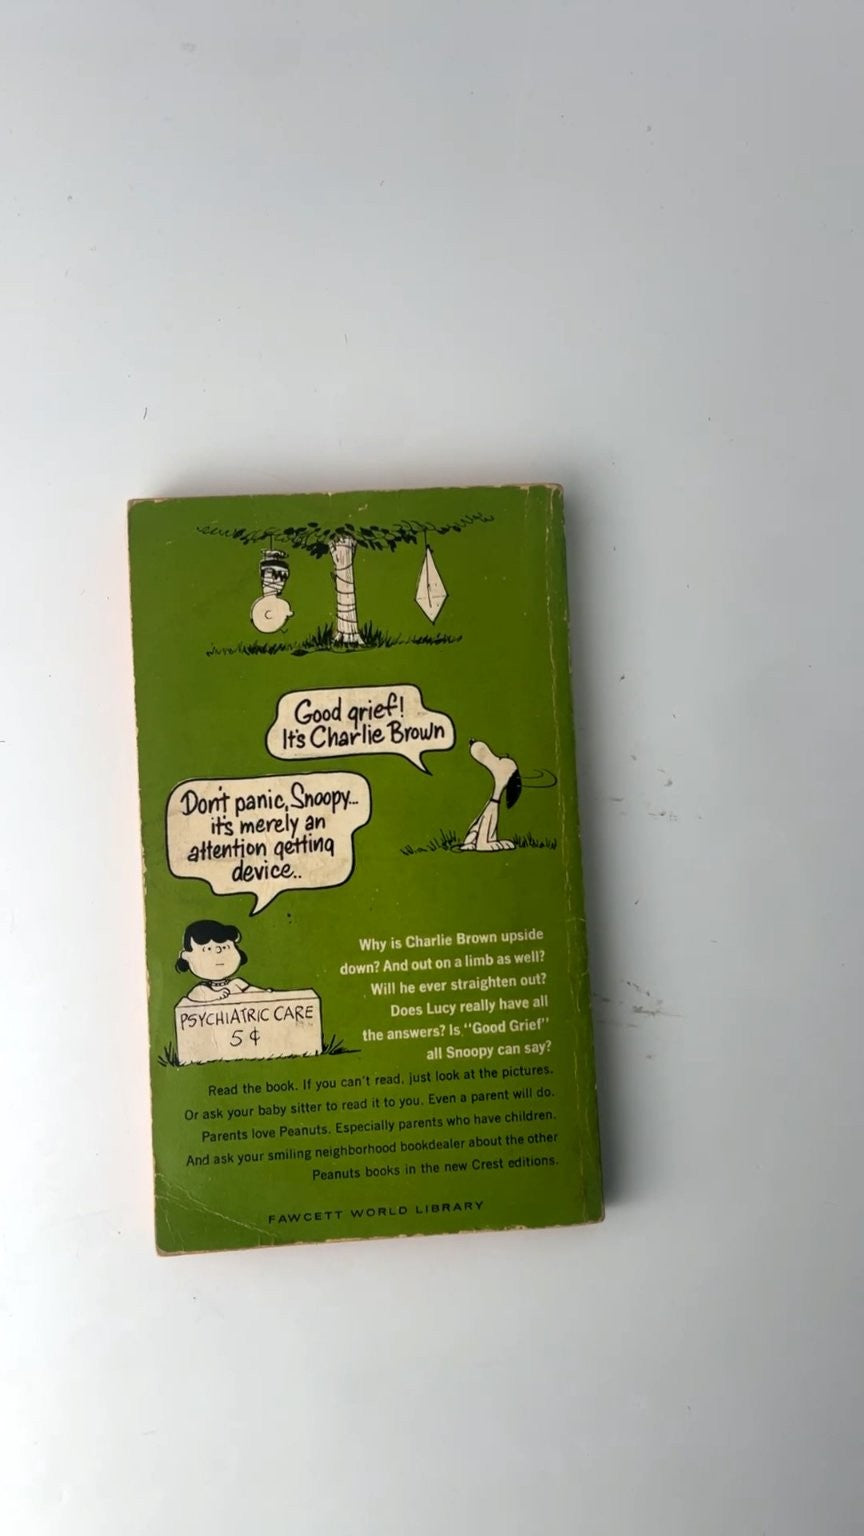 Good grief!
It's Charlie Brown
Don't panic, Snoopy...
it's merely an
attention getting
device..
PSYCHIATRIC CARE
5¢
Why is Charlie Brown upside
down? And out on a limb as well?
Will he ever straighten out?
Does Lucy really have all
the answers? Is "Good Grief"
all Snoopy can say?
Read the book. If you can't read, just look at the pictures.
Or ask your baby sitter to read it to you. Even a parent will do.
Parents love Peanuts. Especially parents who have children.
And ask your smiling neighborhood bookdealer about the other
Peanuts books in the new Crest editions.
FAWCETT WORLD LIBRARY